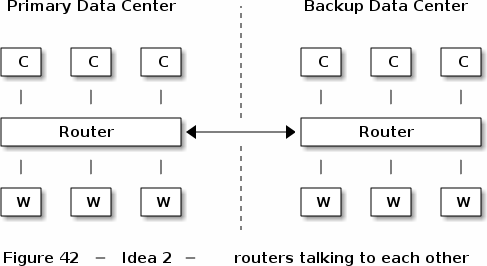 Primary Data Center Backup Data Center
C C C C C C
Router Router
W W W W W W
Figure 42 – Idea 2 – routers talking to each other